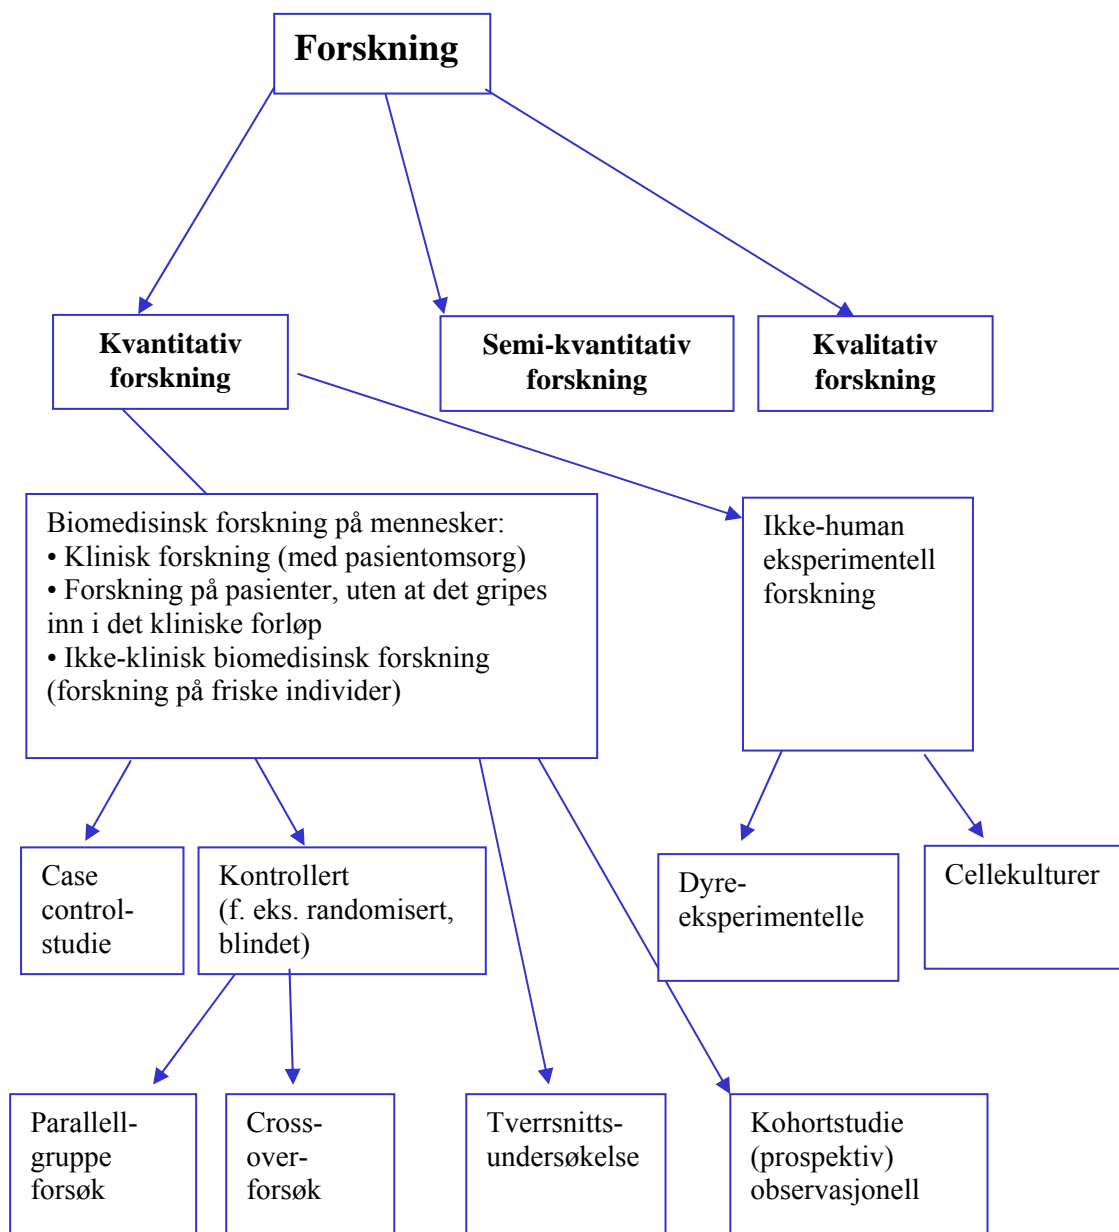 Forskning
Kvantitativ
forskning
Semi-kvantitativ
forskning
Kvalitativ
forskning
Biomedisinsk forskning på mennesker:
• Klinisk forskning (med pasientomsorg)
• Forskning på pasienter, uten at det gripes
inn i det kliniske forløp
• Ikke-klinisk biomedisinsk forskning
(forskning på friske individer)
Ikke-human
eksperimentell
forskning
Case
control-
studie
Kontrollert
(f. eks. randomisert,
blindet)
Dyre-
eksperimentelle
Cellekulturer
Parallell-
gruppe
forsøk
Cross-
over-
forsøk
Tverrsnitts-
undersøkelse
Kohortstudie
(prospektiv)
observasjonell